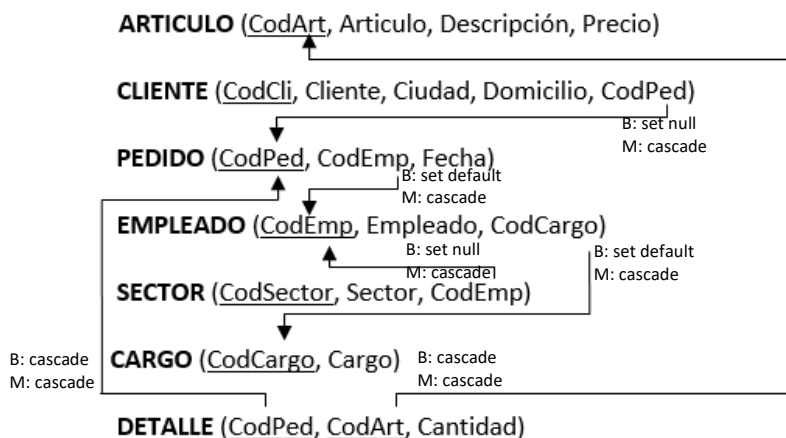 ARTICULO (CodArt, Articulo, Descripción, Precio)
CLIENTE (CodCli, Cliente, Ciudad, Domicilio, CodPed)
B: set null
M: cascade
PEDIDO (CodPed, CodEmp, Fecha)
B: set default
M: cascade
EMPLEADO (CodEmp, Empleado, CodCargo)
B: set null
M: cascade
B: set default
M: cascade
SECTOR (CodSector, Sector, CodEmp)
B: cascade
M: cascade
CARGO (CodCargo, Cargo)
B: cascade
M: cascade
DETALLE (CodPed, CodArt, Cantidad)